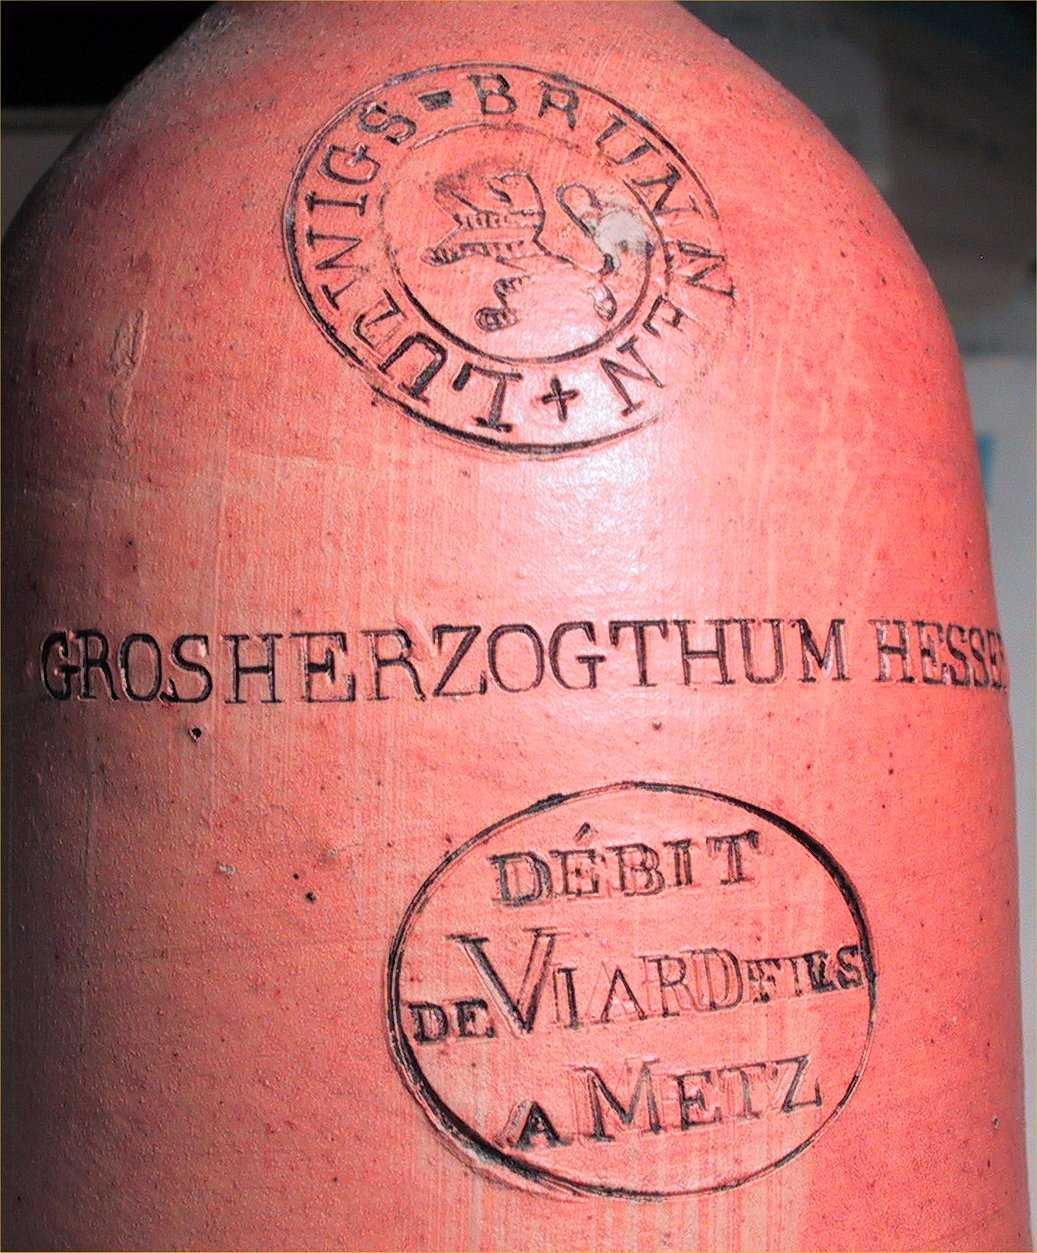 LUDWIGS=BRUNNEN +
GROSHERZOGTHUM HESSEN
DÉBIT
DE VIARD FILS
A METZ